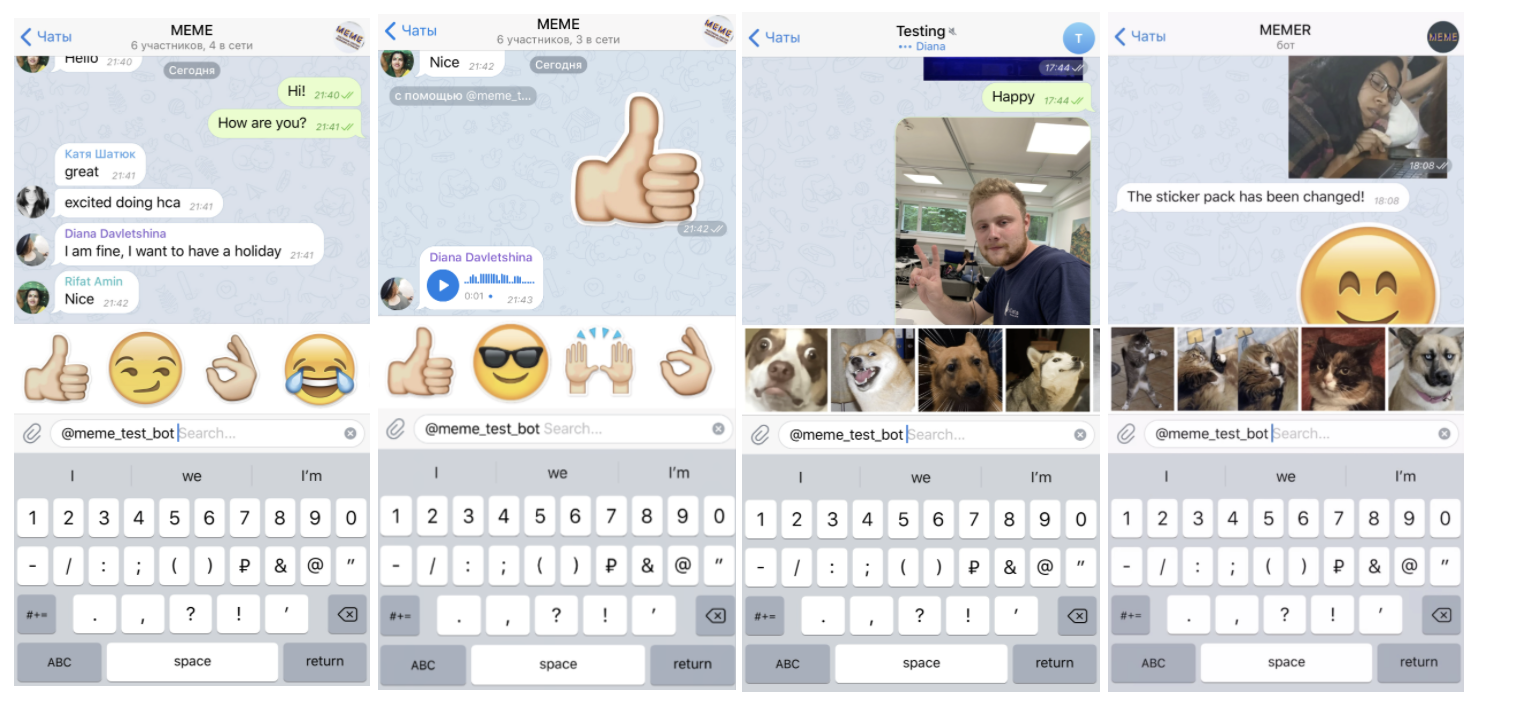 Чаты
MEME
6 участников, 4 в сети
MEME
Hello 21:40
Сегодня
Hi! 21:40
How are you? 21:41
Катя Шатюк
great 21:41
excited doing hca 21:41
Diana Davletshina
I am fine, I want to have a holiday 21:41
Rifat Amin
Nice 21:42
@meme_test_bot Search...
I we I'm
1 2 3 4 5 6 7 8 9 0
- / : ; ( ) ₽ & @ "
#+= . , ? ! '
ABC space return
Чаты
MEME
6 участников, 3 в сети
MEME
Nice 21:42
Сегодня
с помощью @meme_t...
21:42
Diana Davletshina
0:01 21:43
@meme_test_bot Search...
I we I'm
1 2 3 4 5 6 7 8 9 0
- / : ; ( ) ₽ & @ "
#+= . , ? ! '
ABC space return
Чаты
Testing
••• Diana
T
17:44
Happy 17:44
@meme_test_bot Search...
I we I'm
1 2 3 4 5 6 7 8 9 0
- / : ; ( ) ₽ & @ "
#+= . , ? ! '
ABC space return
Чаты
MEMER
бот
MEME
18:08
The sticker pack has been changed! 18:08
@meme_test_bot Search...
I we I'm
1 2 3 4 5 6 7 8 9 0
- / : ; ( ) ₽ & @ "
#+= . , ? ! '
ABC space return